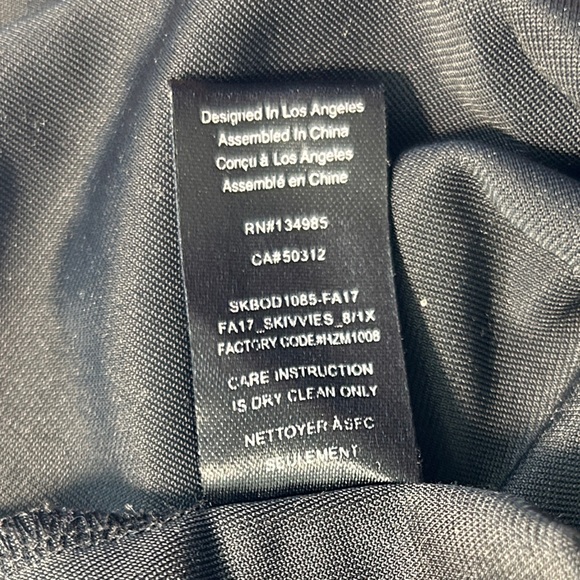 Designed In Los Angeles
Assembled In China
Conçu à Los Angeles
Assemblé en Chine
RN#134985
CA#50312
SKBOD1085-FA17
FA17_SKIVVIES_8/1X
FACTORY CODE:#HZM1008
CARE INSTRUCTION
IS DRY CLEAN ONLY
NETTOYER À SEC
SEULEMENT